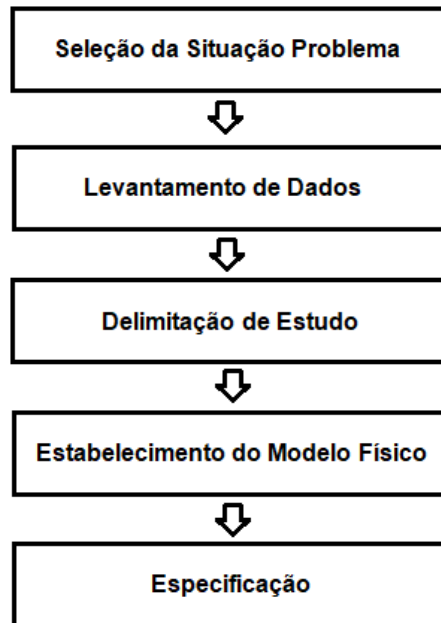 Seleção da Situação Problema
Levantamento de Dados
Delimitação de Estudo
Estabelecimento do Modelo Físico
Especificação